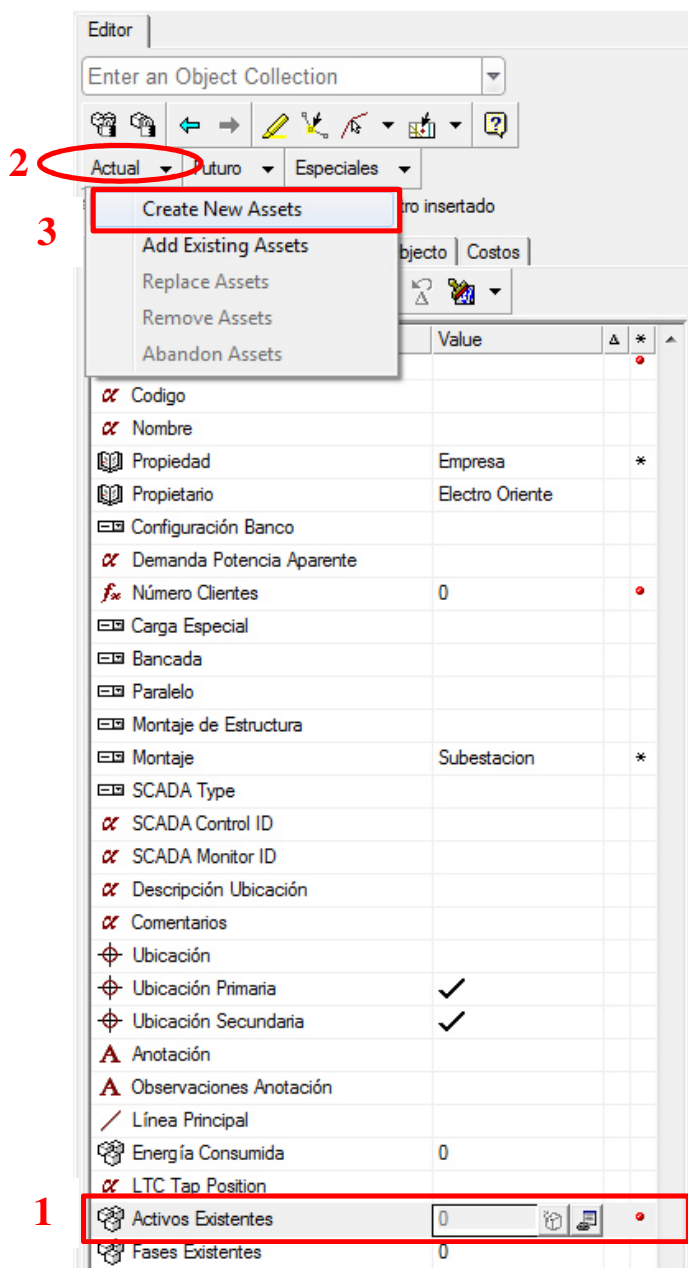 Editor
Enter an Object Collection
2 Actual Futuro Especiales
3 Create New Assets tro insertado
Add Existing Assets bjecto Costos
Replace Assets
Remove Assets
Abandon Assets
Value Δ *
α Codigo
α Nombre
Propiedad Empresa *
Propietario Electro Oriente
Configuración Banco
α Demanda Potencia Aparente
fx Número Clientes 0
Carga Especial
Bancada
Paralelo
Montaje de Estructura
Montaje Subestacion *
SCADA Type
α SCADA Control ID
α SCADA Monitor ID
α Descripción Ubicación
α Comentarios
Ubicación
Ubicación Primaria ✓
Ubicación Secundaria ✓
A Anotación
A Observaciones Anotación
Línea Principal
Energía Consumida 0
α LTC Tap Position
1 Activos Existentes 0
Fases Existentes 0